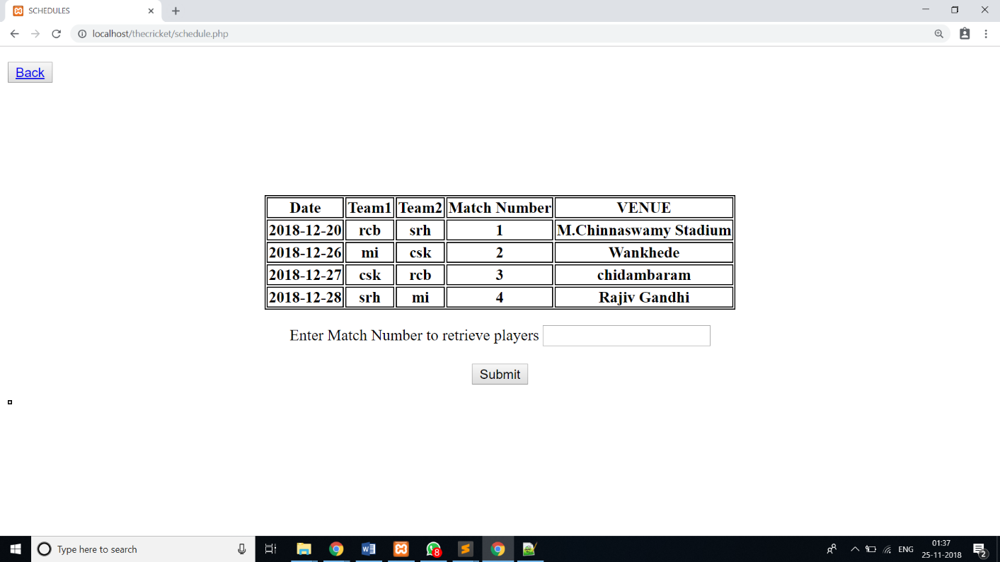 SCHEDULES
localhost/thecricket/schedule.php
Back
Date Team1 Team2 Match Number VENUE
2018-12-20 rcb srh 1 M.Chinnaswamy Stadium
2018-12-26 mi csk 2 Wankhede
2018-12-27 csk rcb 3 chidambaram
2018-12-28 srh mi 4 Rajiv Gandhi
Enter Match Number to retrieve players
Submit
Type here to search
8
ENG
01:37
25-11-2018
2